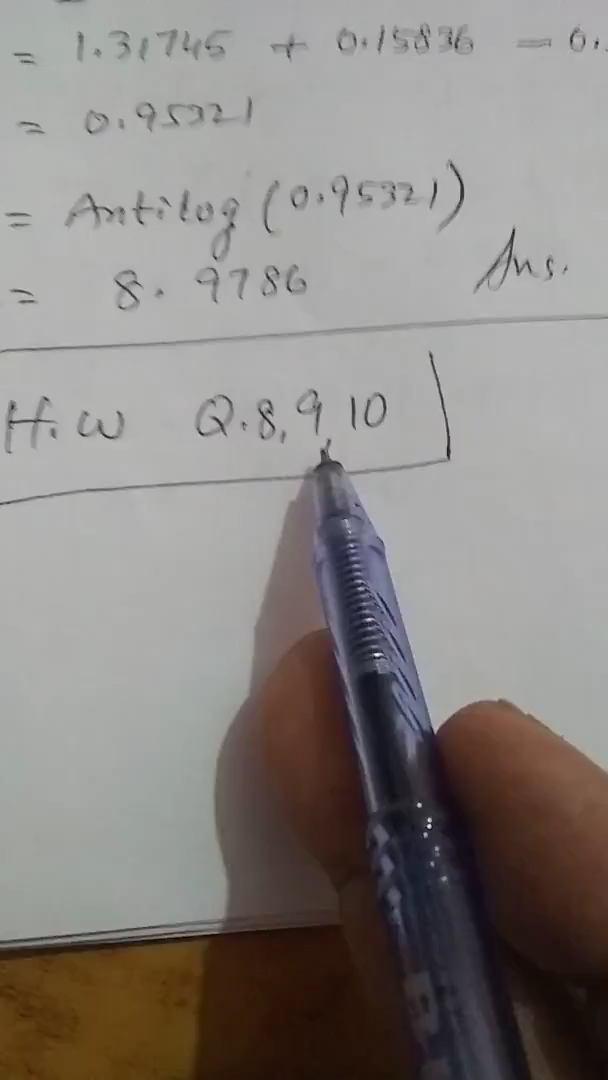 = 1.31745 + 0.15836 - 0.
= 0.95321
= Antilog (0.95321)
= 8.9786 Ans.
H.W Q.8, 9, 10